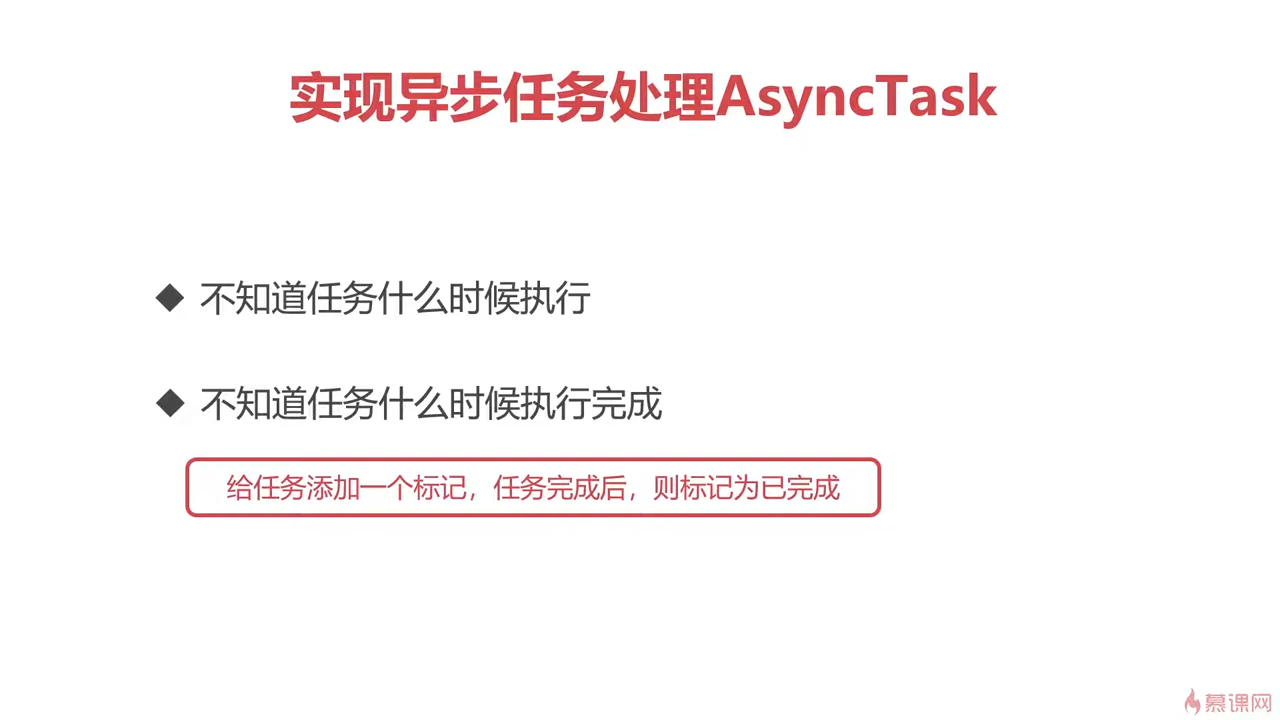 实现异步任务处理AsyncTask
不知道任务什么时候执行
不知道任务什么时候执行完成
给任务添加一个标记，任务完成后，则标记为已完成
慕课网